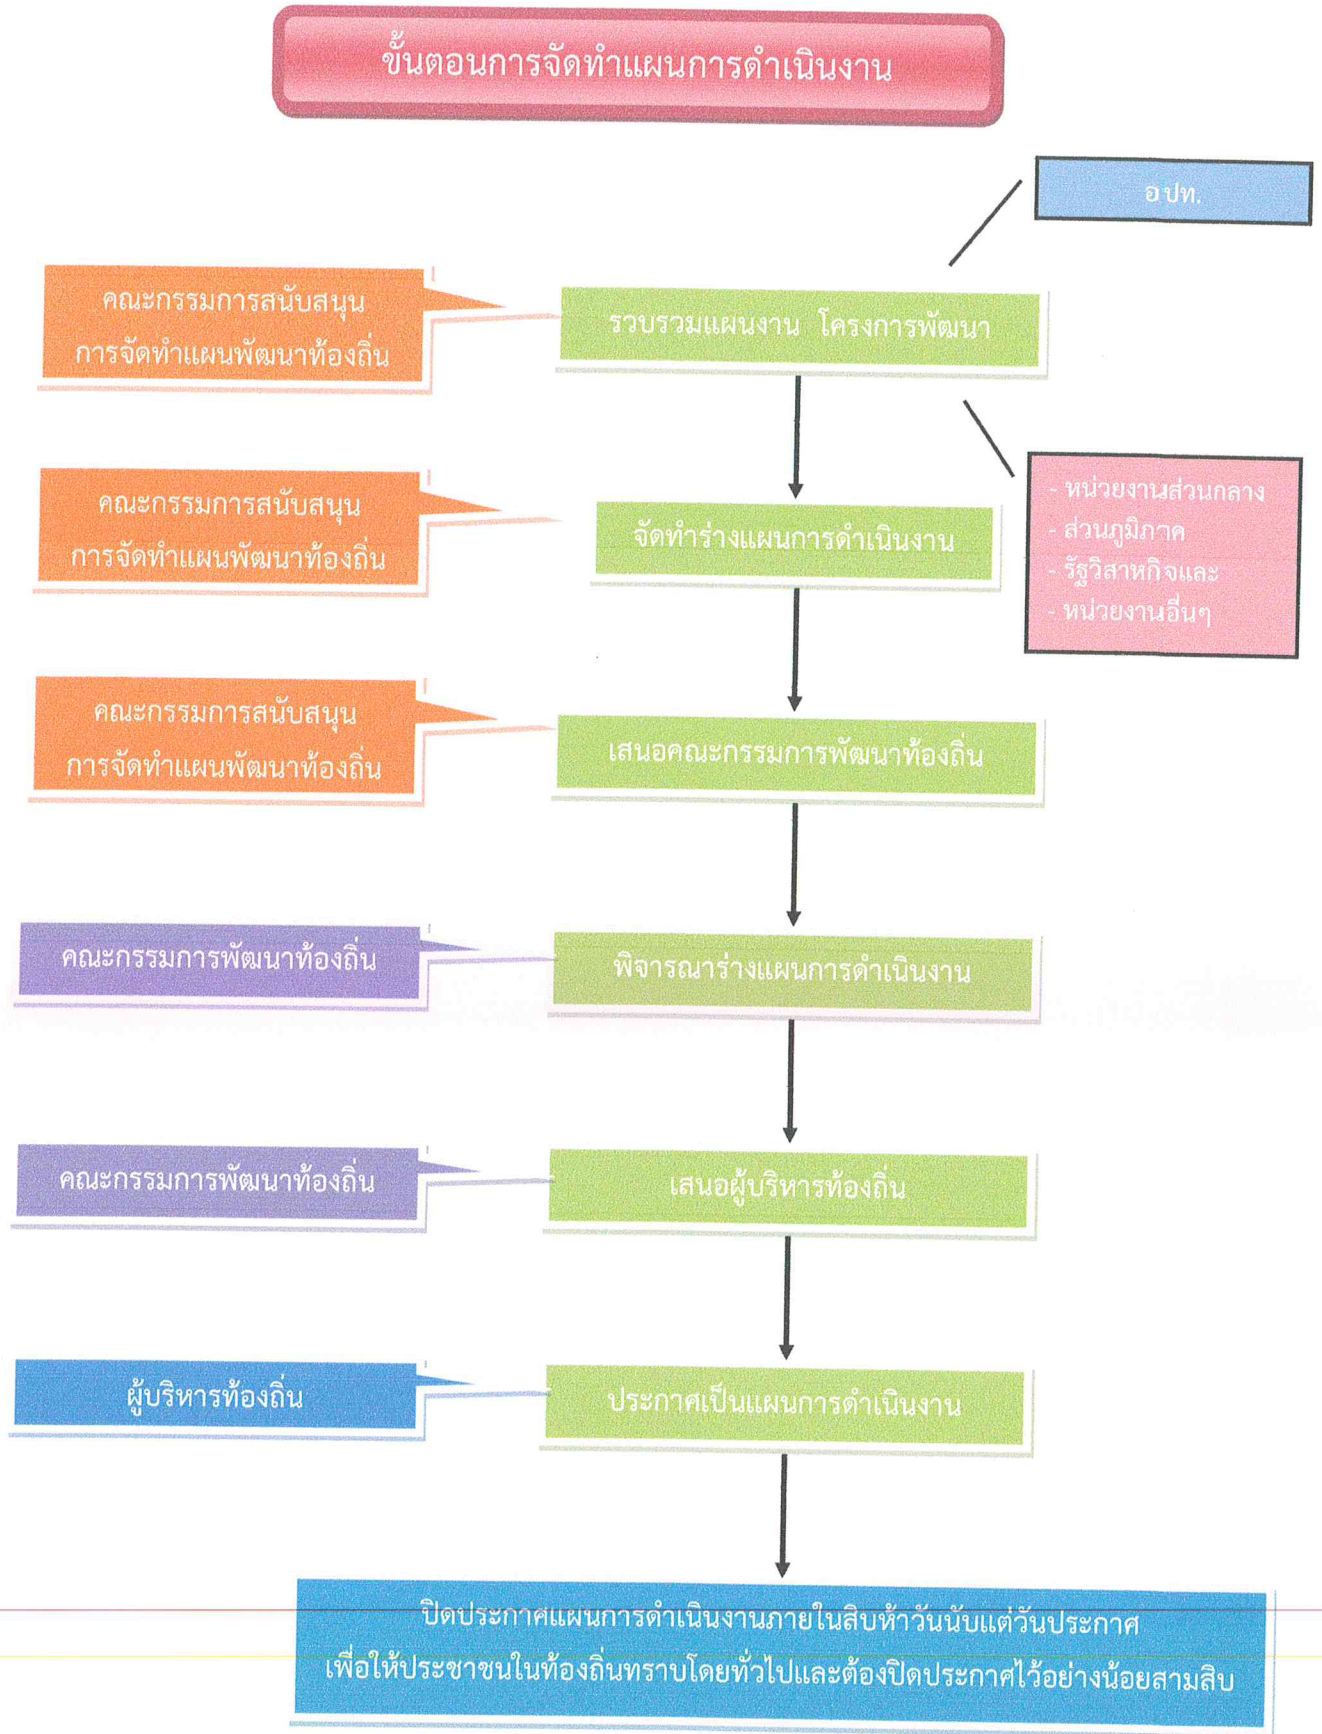 ขั้นตอนการจัดทำแผนการดำเนินงาน
อปท.
คณะกรรมการสนับสนุน
การจัดทำแผนพัฒนาท้องถิ่น
รวบรวมแผนงาน โครงการพัฒนา
- หน่วยงานส่วนกลาง
- ส่วนภูมิภาค
- รัฐวิสาหกิจและ
- หน่วยงานอื่นๆ
คณะกรรมการสนับสนุน
การจัดทำแผนพัฒนาท้องถิ่น
จัดทำร่างแผนการดำเนินงาน
คณะกรรมการสนับสนุน
การจัดทำแผนพัฒนาท้องถิ่น
เสนอคณะกรรมการพัฒนาท้องถิ่น
คณะกรรมการพัฒนาท้องถิ่น
พิจารณาร่างแผนการดำเนินงาน
คณะกรรมการพัฒนาท้องถิ่น
เสนอผู้บริหารท้องถิ่น
ผู้บริหารท้องถิ่น
ประกาศเป็นแผนการดำเนินงาน
ปิดประกาศแผนการดำเนินงานภายในสิบห้าวันนับแต่วันประกาศ
เพื่อให้ประชาชนในท้องถิ่นทราบโดยทั่วไปและต้องปิดประกาศไว้อย่างน้อยสามสิบ